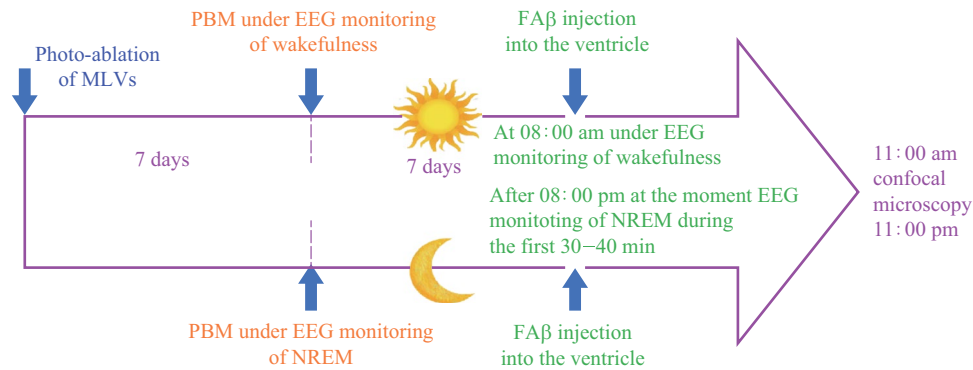 Photo-ablation
of MLVs
PBM under EEG monitoring
of wakefulness
FAβ injection
into the ventricle
7 days
7 days
At 08:00 am under EEG
monitoring of wakefulness
After 08:00 pm at the moment EEG
monitoting of NREM during
the first 30−40 min
11:00 am
confocal
microscopy
11:00 pm
PBM under EEG monitoring
of NREM
FAβ injection
into the ventricle